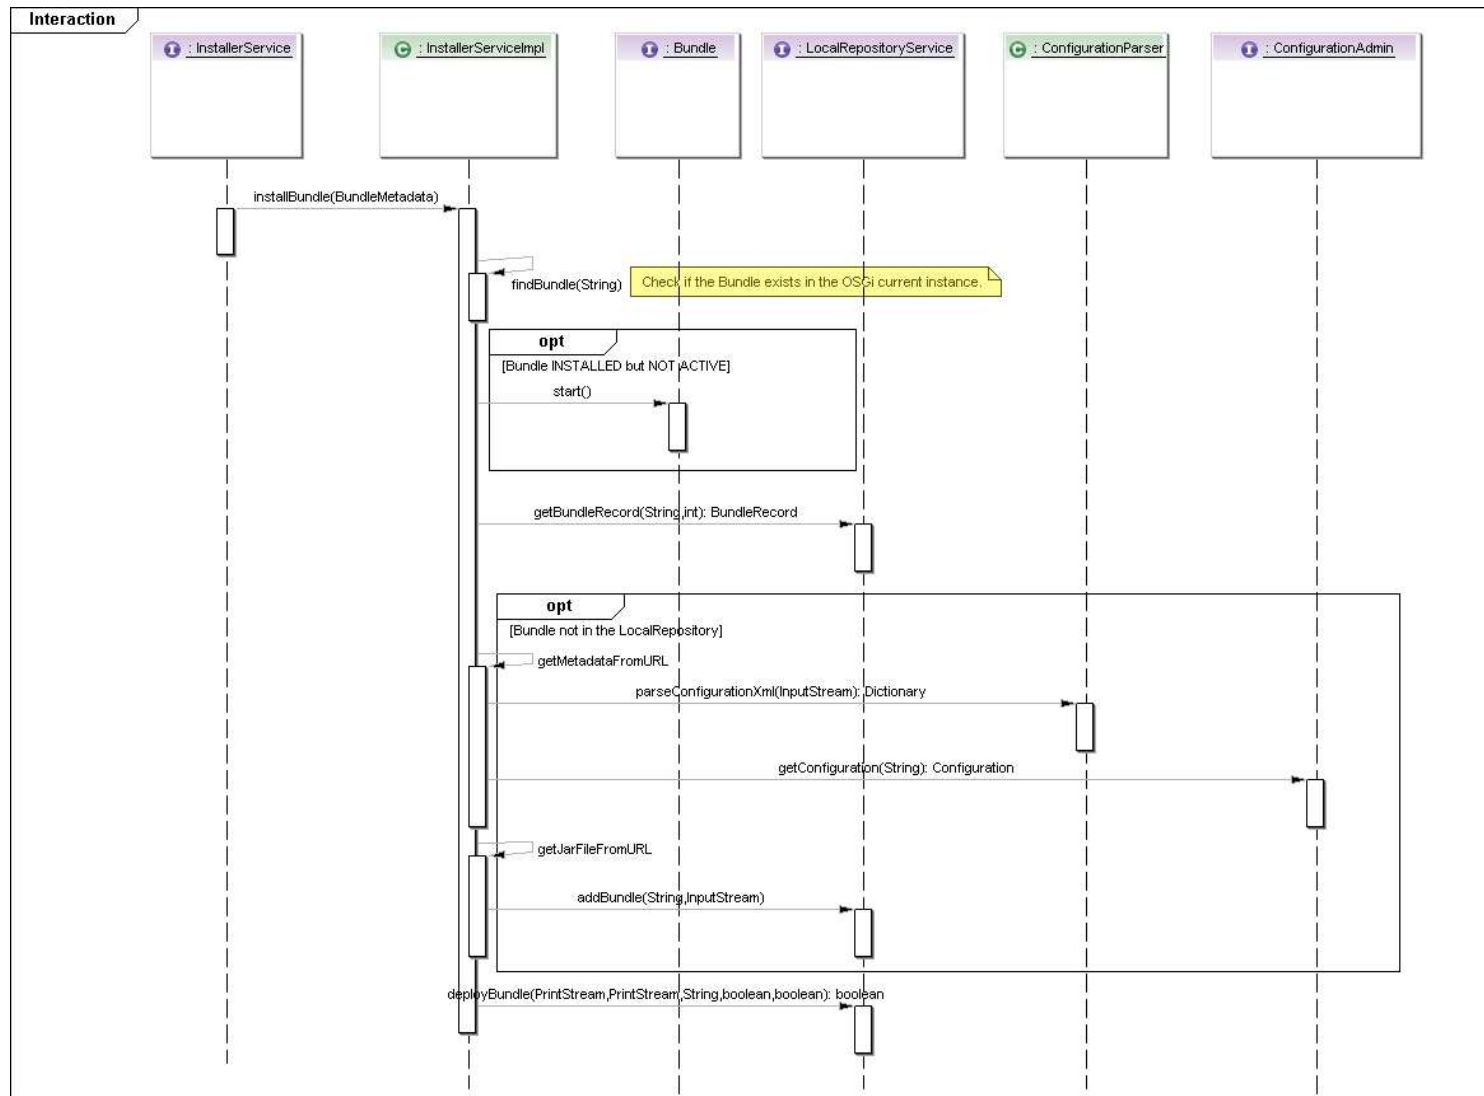 Interaction
I : InstallerService
C : InstallerServiceImpl
I : Bundle
I : LocalRepositoryService
C : ConfigurationParser
I : ConfigurationAdmin
installBundle(BundleMetadata)
findBundle(String)
Check if the Bundle exists in the OSGi current instance.
opt
[Bundle INSTALLED but NOT ACTIVE]
start()
getBundleRecord(String,int): BundleRecord
opt
[Bundle not in the LocalRepository]
getMetadataFromURL
parseConfigurationXml(InputStream): Dictionary
getConfiguration(String): Configuration
getJarFileFromURL
addBundle(String,InputStream)
deployBundle(PrintStream,PrintStream,String,boolean,boolean): boolean